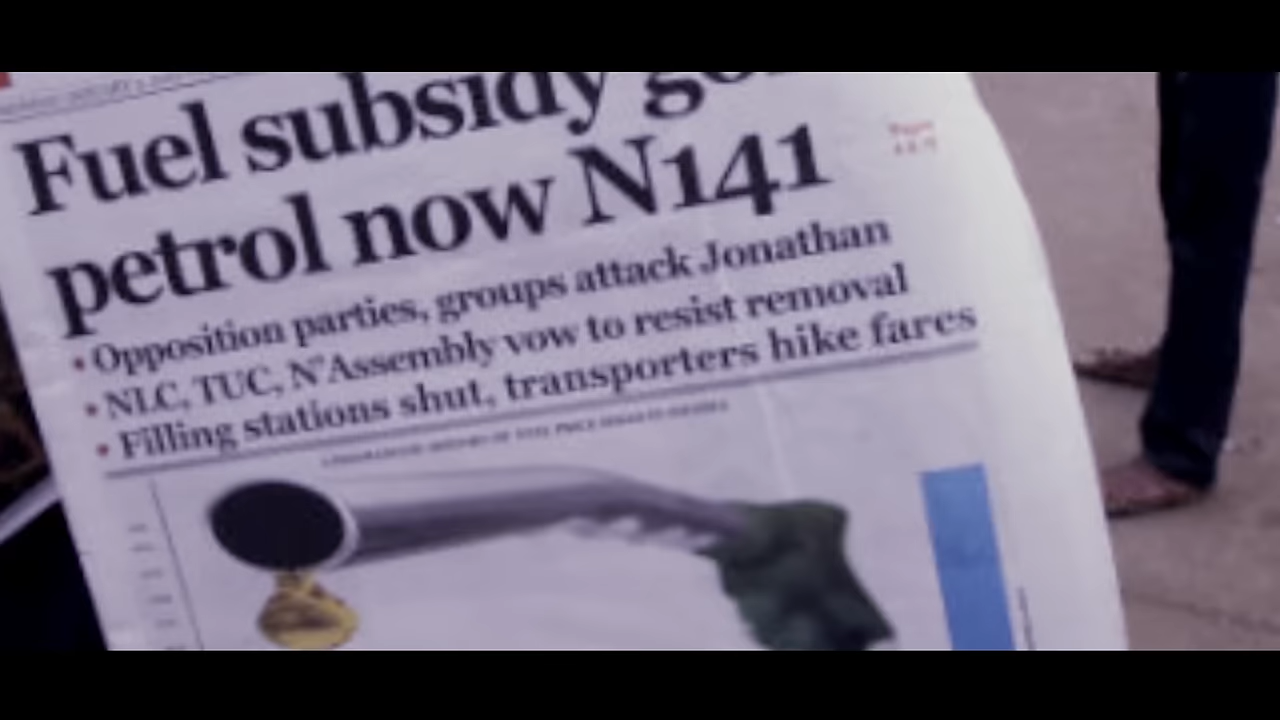 Fuel subsidy
petrol now N141
• Opposition parties, groups attack Jonathan
• NLC, TUC, N'Assembly vow to resist removal
• Filling stations shut, transporters hike fares